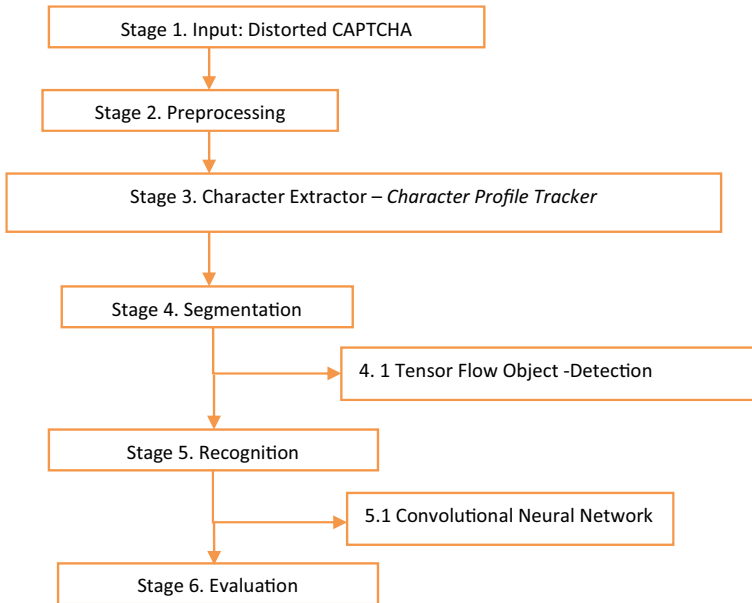 Stage 1. Input: Distorted CAPTCHA
Stage 2. Preprocessing
Stage 3. Character Extractor – Character Profile Tracker
Stage 4. Segmentation
4. 1 Tensor Flow Object -Detection
Stage 5. Recognition
5.1 Convolutional Neural Network
Stage 6. Evaluation